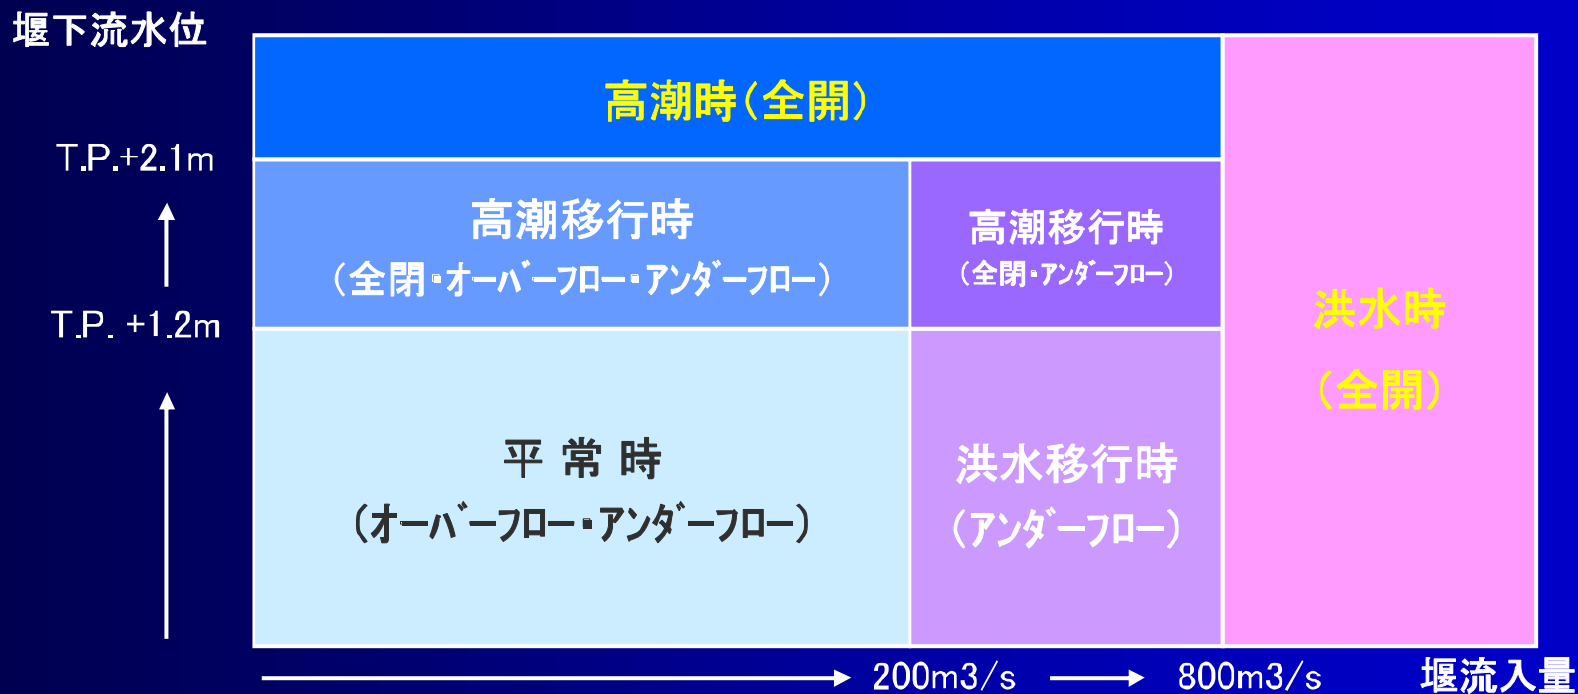 堰下流水位
高潮時(全開)
T.P.+2.1m
高潮移行時
(全閉・オーバーフロー・アンダーフロー)
高潮移行時
(全閉・アンダーフロー)
T.P. +1.2m
洪水時
(全開)
平 常 時
(オーバーフロー・アンダーフロー)
洪水移行時
(アンダーフロー)
200m3/s
800m3/s
堰流入量